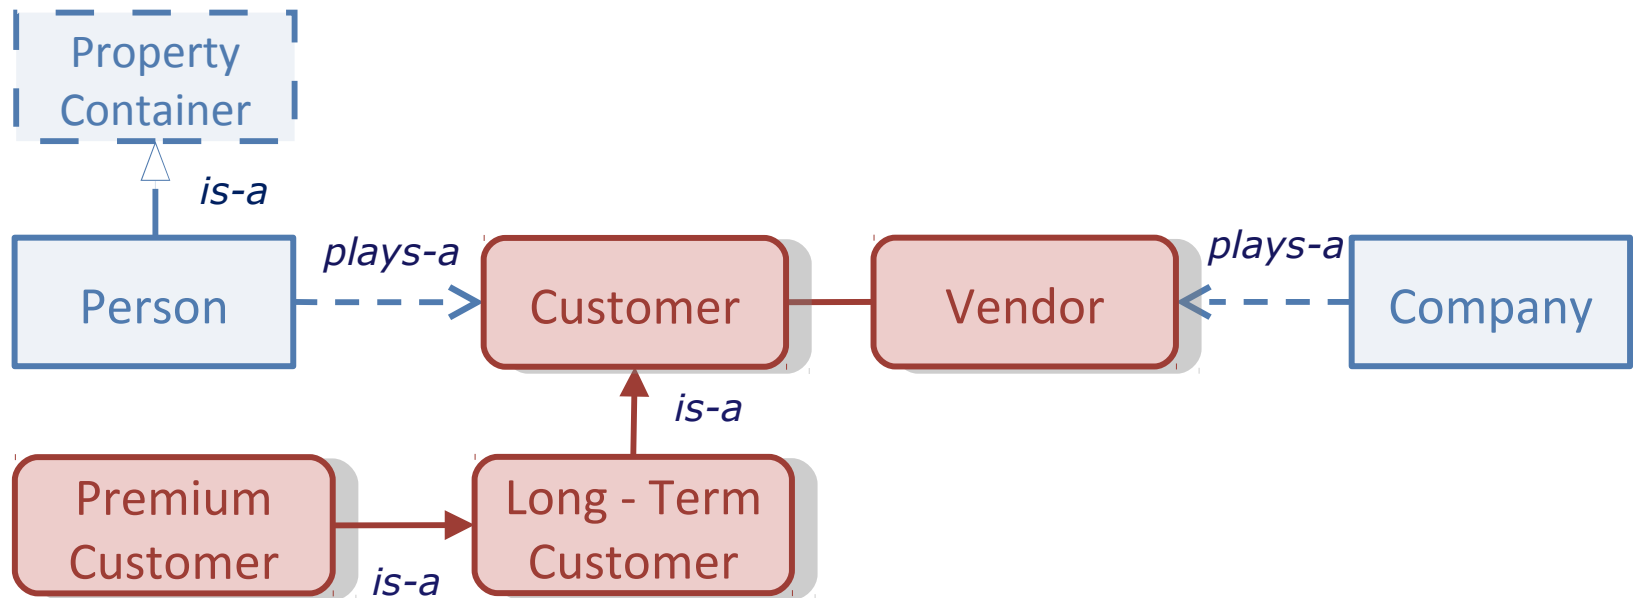 Property
Container
is-a
Person
plays-a
Customer
Vendor
plays-a
Company
is-a
Premium
Customer
is-a
Long - Term
Customer